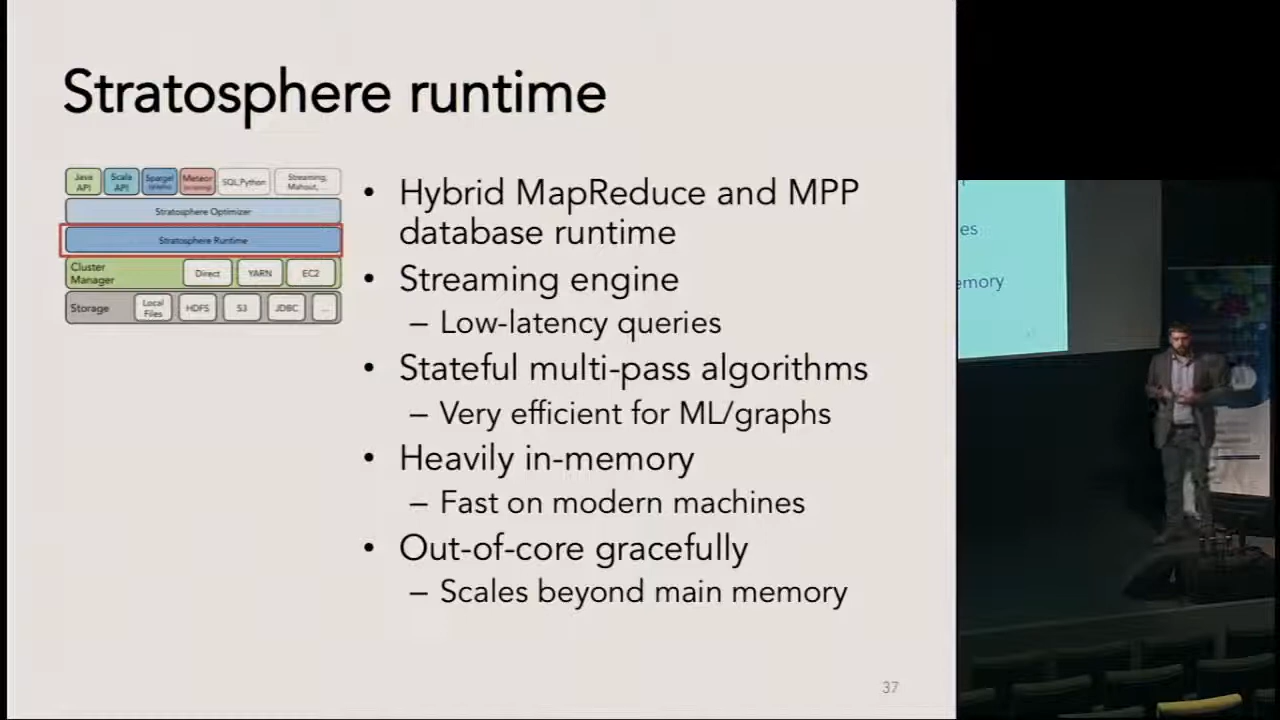 Stratosphere runtime
Java API
Scala API
Spargel
Meteor
SQL,Python
Streaming, Mahout, ...
Stratosphere Optimizer
Stratosphere Runtime
Cluster Manager
Direct
YARN
EC2
Storage
Local Files
HDFS
S3
JDBC
...
• Hybrid MapReduce and MPP
database runtime
• Streaming engine
– Low-latency queries
• Stateful multi-pass algorithms
– Very efficient for ML/graphs
• Heavily in-memory
– Fast on modern machines
• Out-of-core gracefully
– Scales beyond main memory
37
es
emory